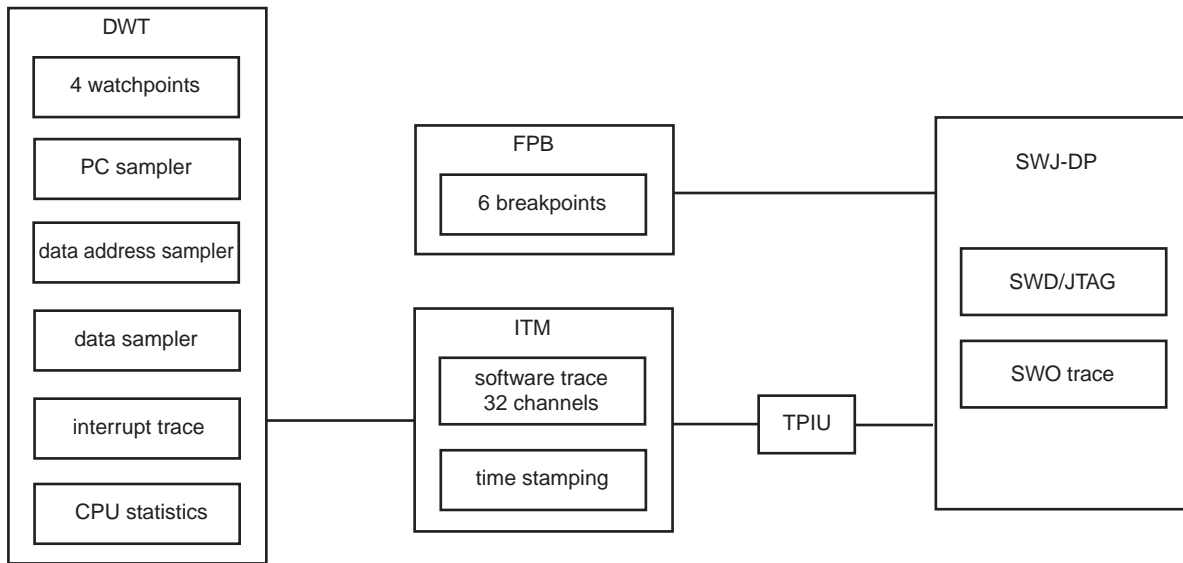 DWT
4 watchpoints
PC sampler
data address sampler
data sampler
interrupt trace
CPU statistics
FPB
6 breakpoints
ITM
software trace
32 channels
time stamping
TPIU
SWJ-DP
SWD/JTAG
SWO trace